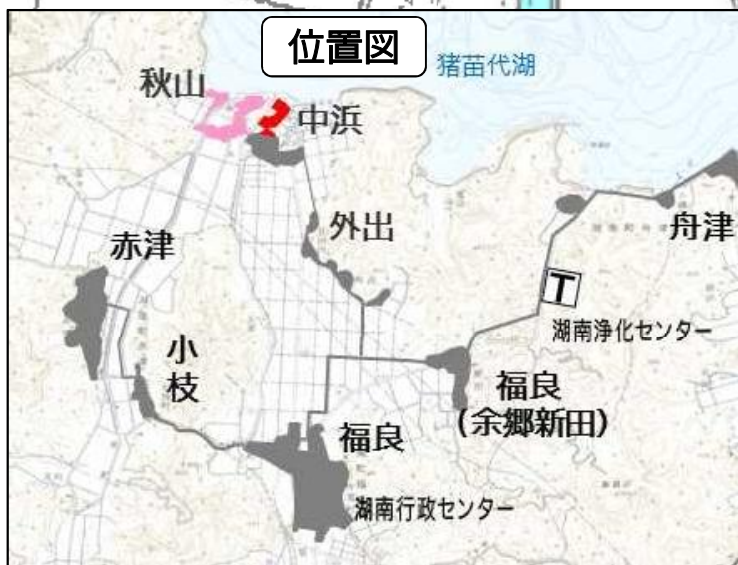 位置図
猪苗代湖
秋山
中浜
外出
舟津
赤津
T
湖南浄化センター
小
枝
福良
(余郷新田)
福良
湖南行政センター